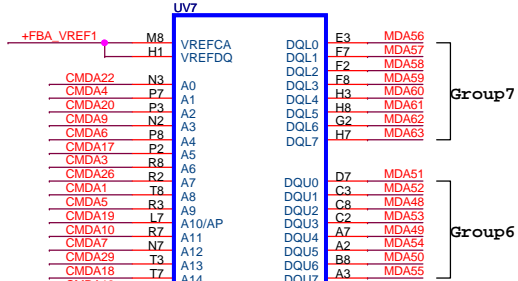 UV7
+FBA_VREF1 M8 VREFCA DQL0 E3 MDA56
H1 VREFDQ DQL1 F7 MDA57
DQL2 F2 MDA58
CMDA22 N3 A0 DQL3 F8 MDA59
CMDA4 P7 A1 DQL4 H3 MDA60 Group7
CMDA20 P3 A2 DQL5 H8 MDA61
CMDA9 N2 A3 DQL6 G2 MDA62
CMDA6 P8 A4 DQL7 H7 MDA63
CMDA17 P2 A5
CMDA3 R8 A6
CMDA26 R2 A7 DQU0 D7 MDA51
CMDA1 T8 A8 DQU1 C3 MDA52
CMDA5 R3 A9 DQU2 C8 MDA48
CMDA19 L7 A10/AP DQU3 C2 MDA53
CMDA10 R7 A11 DQU4 A7 MDA49 Group6
CMDA7 N7 A12 DQU5 A2 MDA54
CMDA29 T3 A13 DQU6 B8 MDA50
CMDA18 T7 A14 DQU7 A3 MDA55